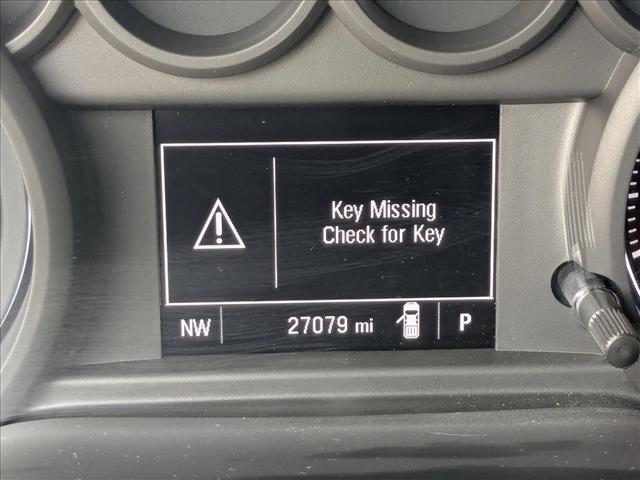 Key Missing
Check for Key
NW 27079 mi P